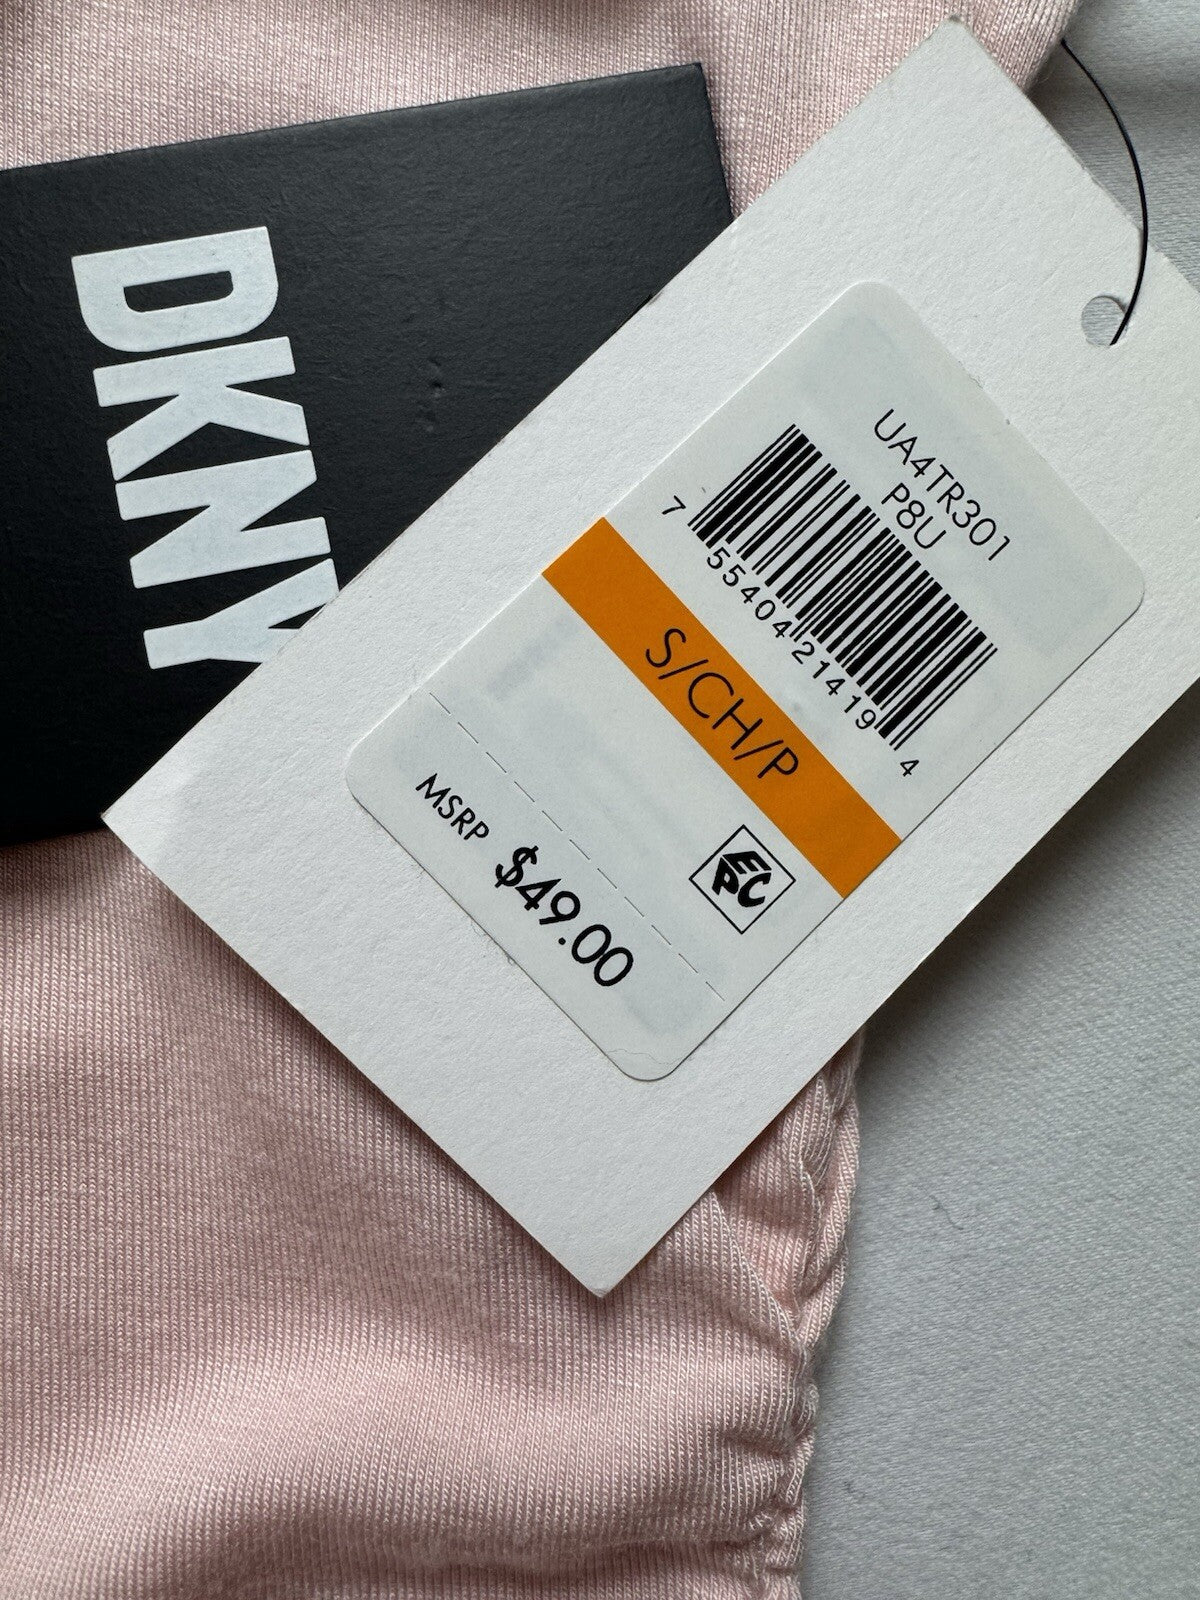 DKNY
UA4TR301
P8U
7 55404 21419 4
S/CH/P
EPC
MSRP $49.00